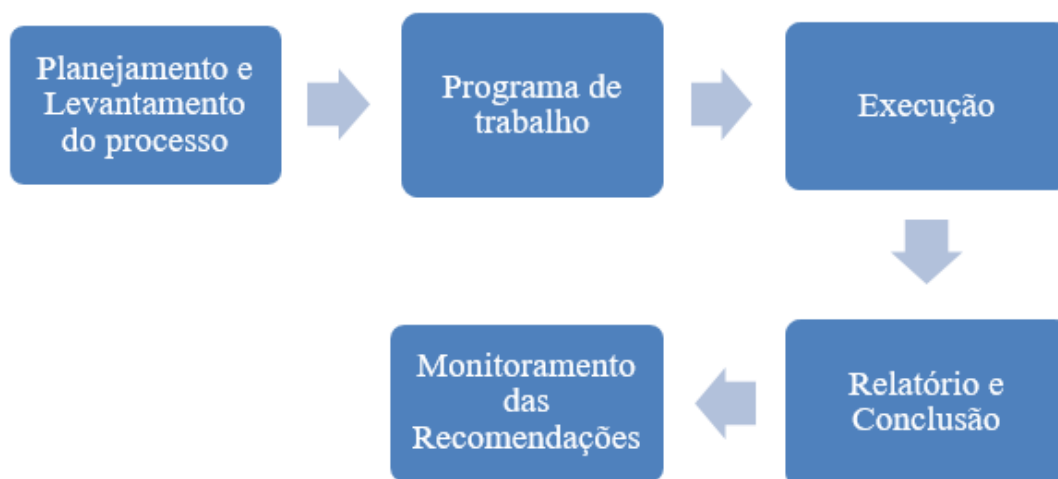 Planejamento e
Levantamento
do processo
Programa de
trabalho
Execução
Relatório e
Conclusão
Monitoramento
das
Recomendações